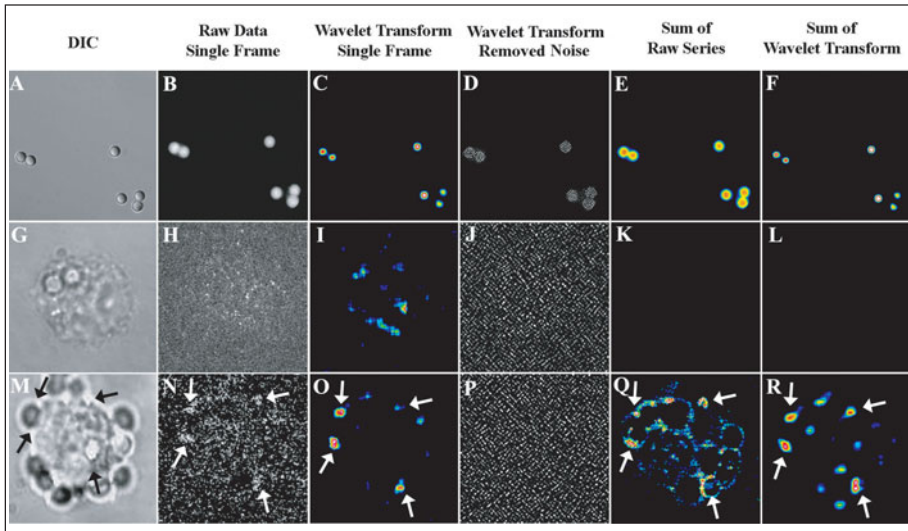 DIC
Raw Data
Single Frame
Wavelet Transform
Single Frame
Wavelet Transform
Removed Noise
Sum of
Raw Series
Sum of
Wavelet Transform
A B C D E F
G H I J K L
M N O P Q R